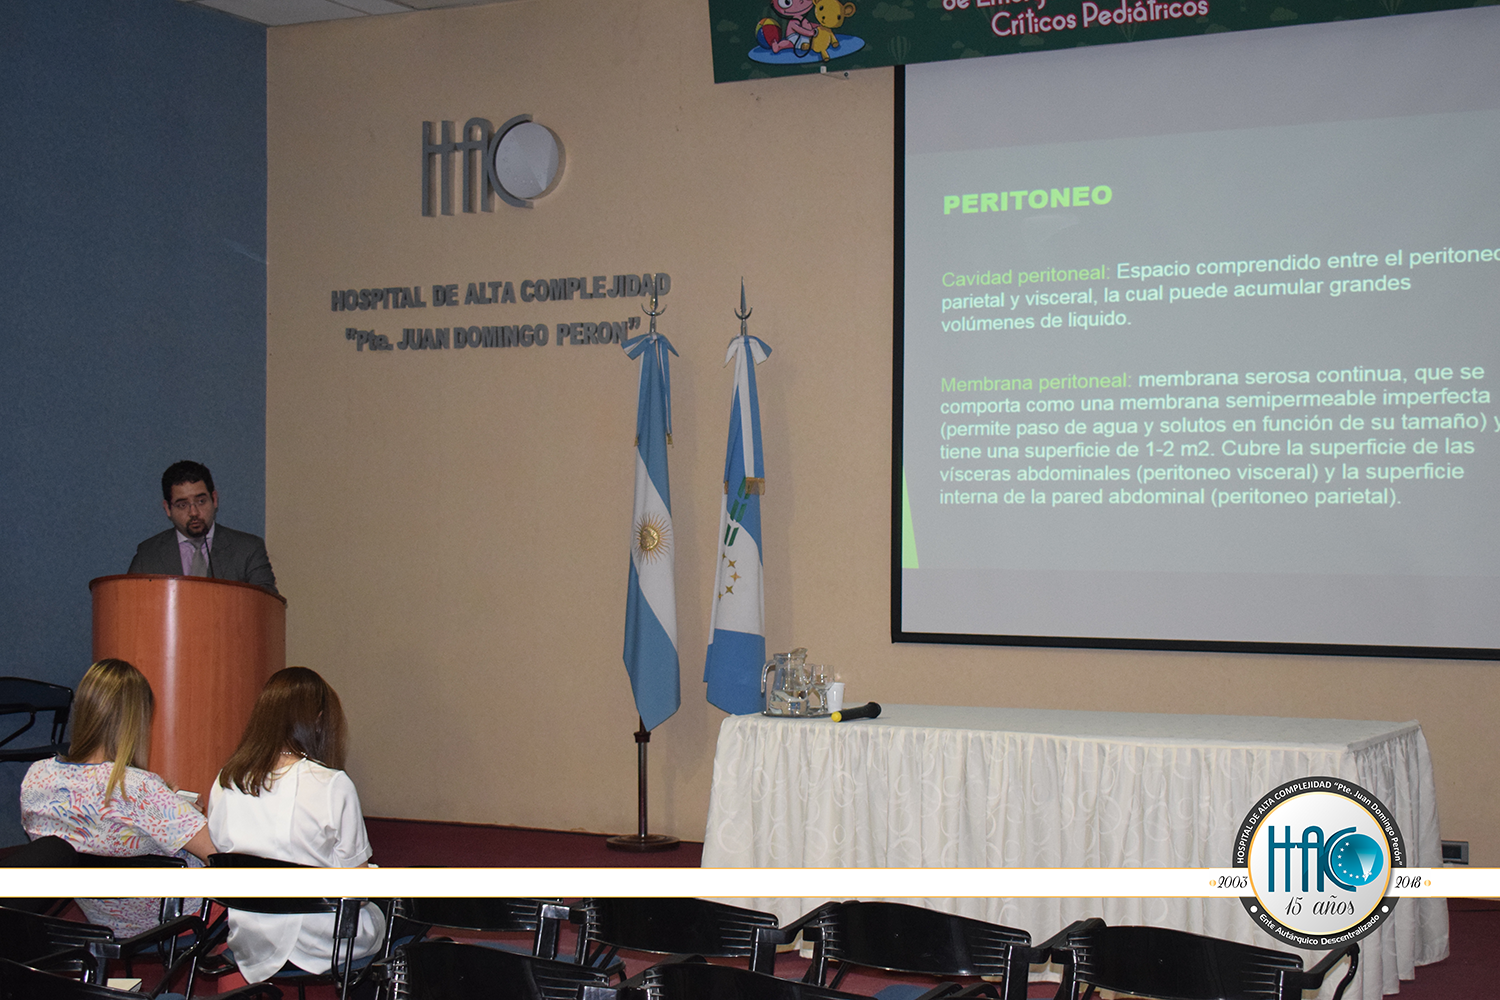 de Emerg
Críticos Pediátricos
HAC
HOSPITAL DE ALTA COMPLEJIDAD
"Pte. JUAN DOMINGO PERON"
PERITONEO
Cavidad peritoneal: Espacio comprendido entre el peritoneo
parietal y visceral, la cual puede acumular grandes
volúmenes de liquido.
Membrana peritoneal: membrana serosa continua, que se
comporta como una membrana semipermeable imperfecta
(permite paso de agua y solutos en función de su tamaño) y
tiene una superficie de 1-2 m2. Cubre la superficie de las
vísceras abdominales (peritoneo visceral) y la superficie
interna de la pared abdominal (peritoneo parietal).
HOSPITAL DE ALTA COMPLEJIDAD "Pte. Juan Domingo Perón"
2003
HAC
2018
15 años
Ente Autárquico Descentralizado